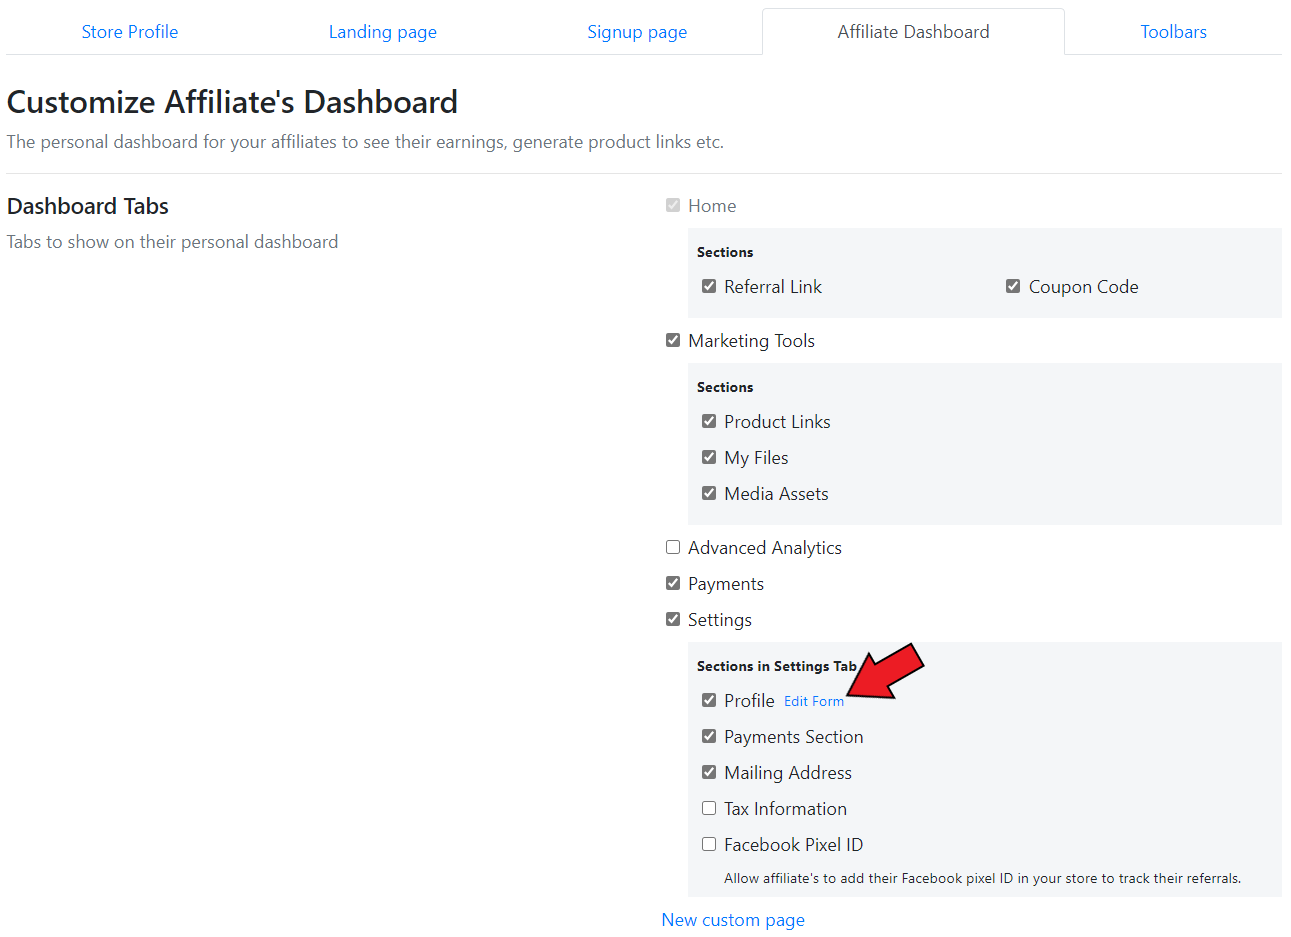 Store Profile
Landing page
Signup page
Affiliate Dashboard
Toolbars
Customize Affiliate's Dashboard
The personal dashboard for your affiliates to see their earnings, generate product links etc.
Dashboard Tabs
Tabs to show on their personal dashboard
Home
Sections
Referral Link
Coupon Code
Marketing Tools
Sections
Product Links
My Files
Media Assets
Advanced Analytics
Payments
Settings
Sections in Settings Tab
Profile Edit Form
Payments Section
Mailing Address
Tax Information
Facebook Pixel ID
Allow affiliate's to add their Facebook pixel ID in your store to track their referrals.
New custom page